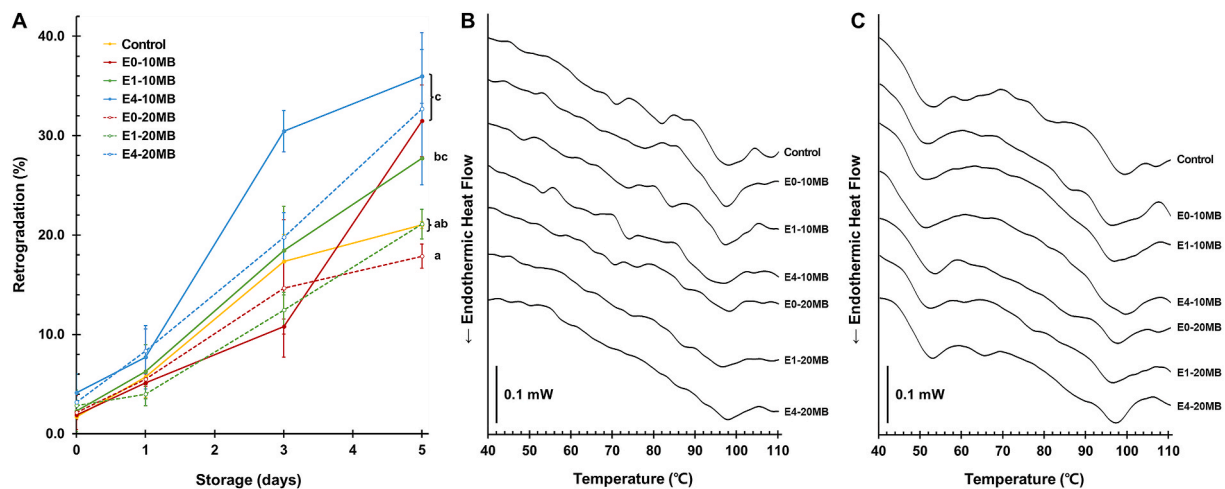 A
40.0
30.0
20.0
10.0
0.0
0
1
3
5
Retrogradation (%)
Storage (days)
Control
E0-10MB
E1-10MB
E4-10MB
E0-20MB
E1-20MB
E4-20MB
c
bc
ab
a
B
← Endothermic Heat Flow
0.1 mW
Control
E0-10MB
E1-10MB
E4-10MB
E0-20MB
E1-20MB
E4-20MB
40 50 60 70 80 90 100 110
Temperature (℃)
C
← Endothermic Heat Flow
0.1 mW
Control
E0-10MB
E1-10MB
E4-10MB
E0-20MB
E1-20MB
E4-20MB
40 50 60 70 80 90 100 110
Temperature (℃)